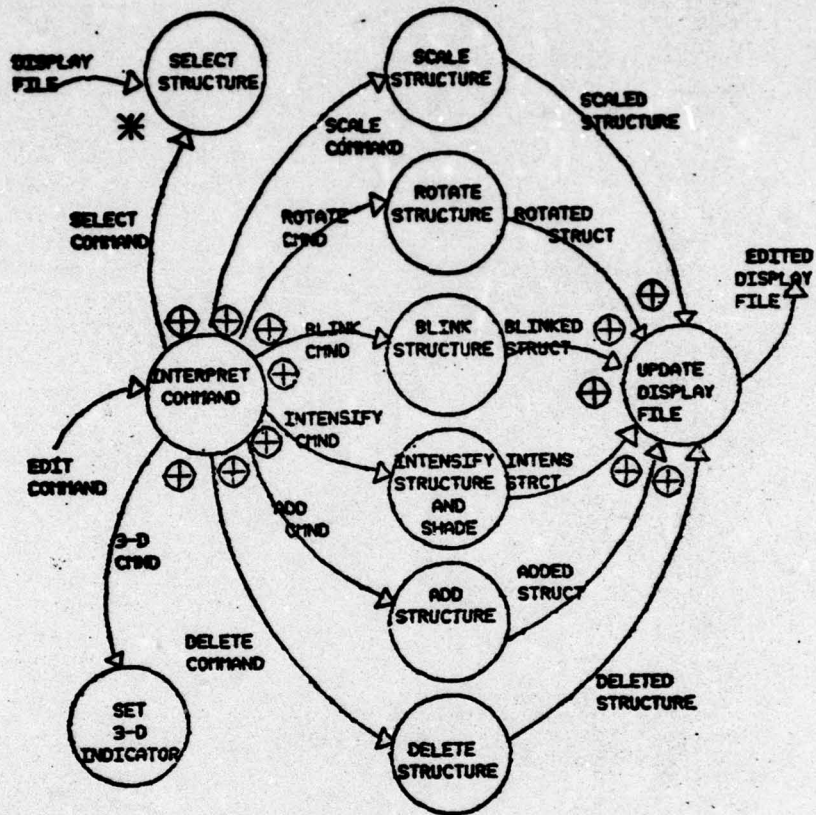 DISPLAY
FILE
SELECT
STRUCTURE
*
SELECT
COMMAND
SCALE
STRUCTURE
SCALE
COMMAND
SCALED
STRUCTURE
ROTATE
CMND
ROTATE
STRUCTURE
ROTATED
STRUCT
EDITED
DISPLAY
FILE
BLINK
CMND
BLINK
STRUCTURE
BLINKED
STRUCT
INTERPRET
COMMAND
UPDATE
DISPLAY
FILE
EDIT
COMMAND
INTENSIFY
CMND
INTENSIFY
STRUCTURE
AND
SHADE
INTENS
STRCT
3-D
CMND
ADD
CMND
ADD
STRUCTURE
ADDED
STRUCT
DELETE
COMMAND
DELETED
STRUCTURE
SET
3-D
INDICATOR
DELETE
STRUCTURE